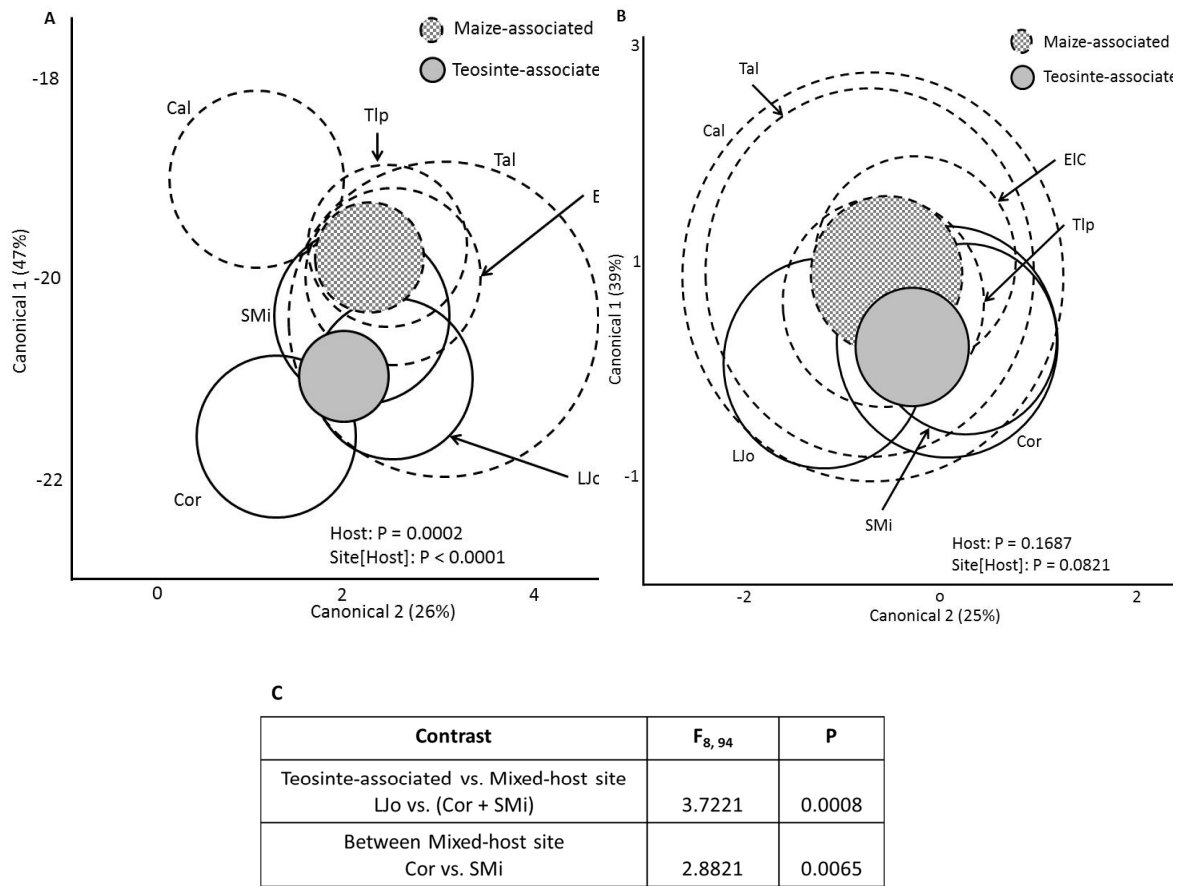 A
Maize-associated
Teosinte-associate
-18
Cal
Tlp
Tal
E
-20
SMi
Canonical 1 (47%)
-22
Cor
LJo
Host: P = 0.0002
Site[Host]: P < 0.0001
0
2
4
Canonical 2 (26%)
B
Maize-associated
Teosinte-associate
3
Tal
Cal
ElC
Tlp
1
Canonical 1 (39%)
LJo
Cor
-1
SMi
Host: P = 0.1687
Site[Host]: P = 0.0821
-2
o
2
Canonical 2 (25%)
C
Contrast F8, 94 P
Teosinte-associated vs. Mixed-host site
LJo vs. (Cor + SMi) 3.7221 0.0008
Between Mixed-host site
Cor vs. SMi 2.8821 0.0065